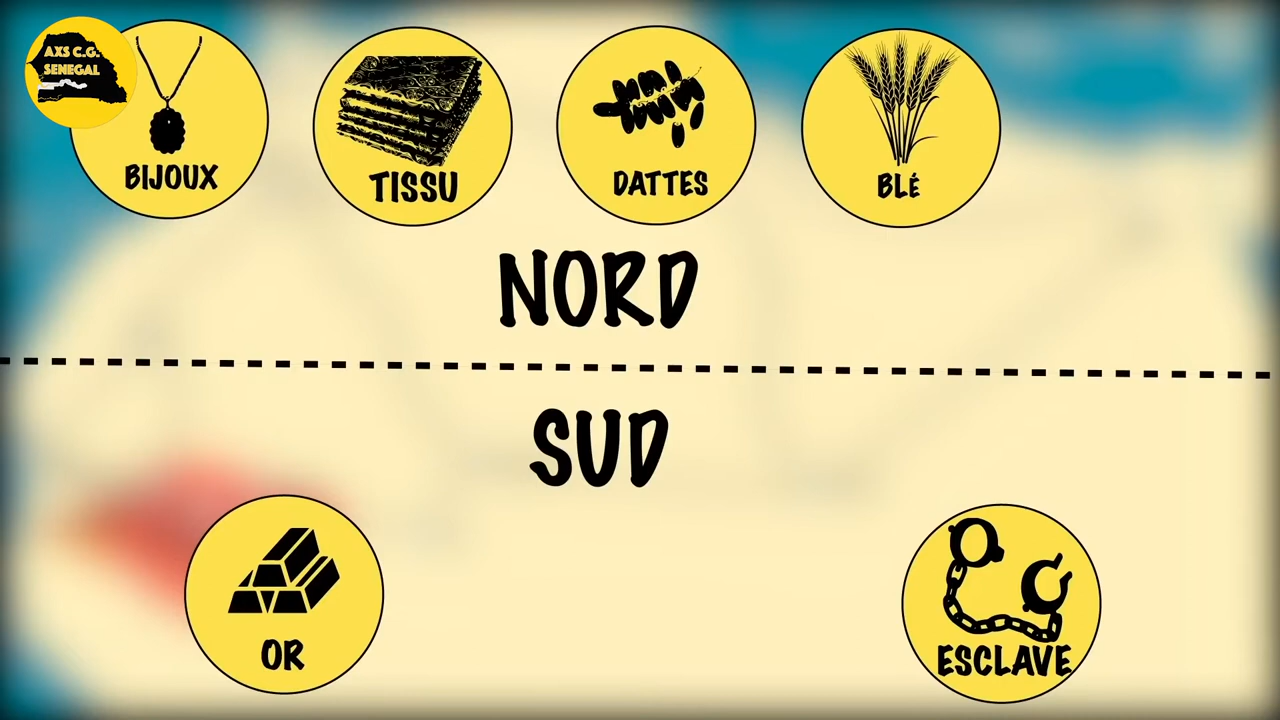 AXS C.G.
SENEGAL
BIJOUX
TISSU
DATTES
BLÉ
NORD
SUD
OR
ESCLAVE